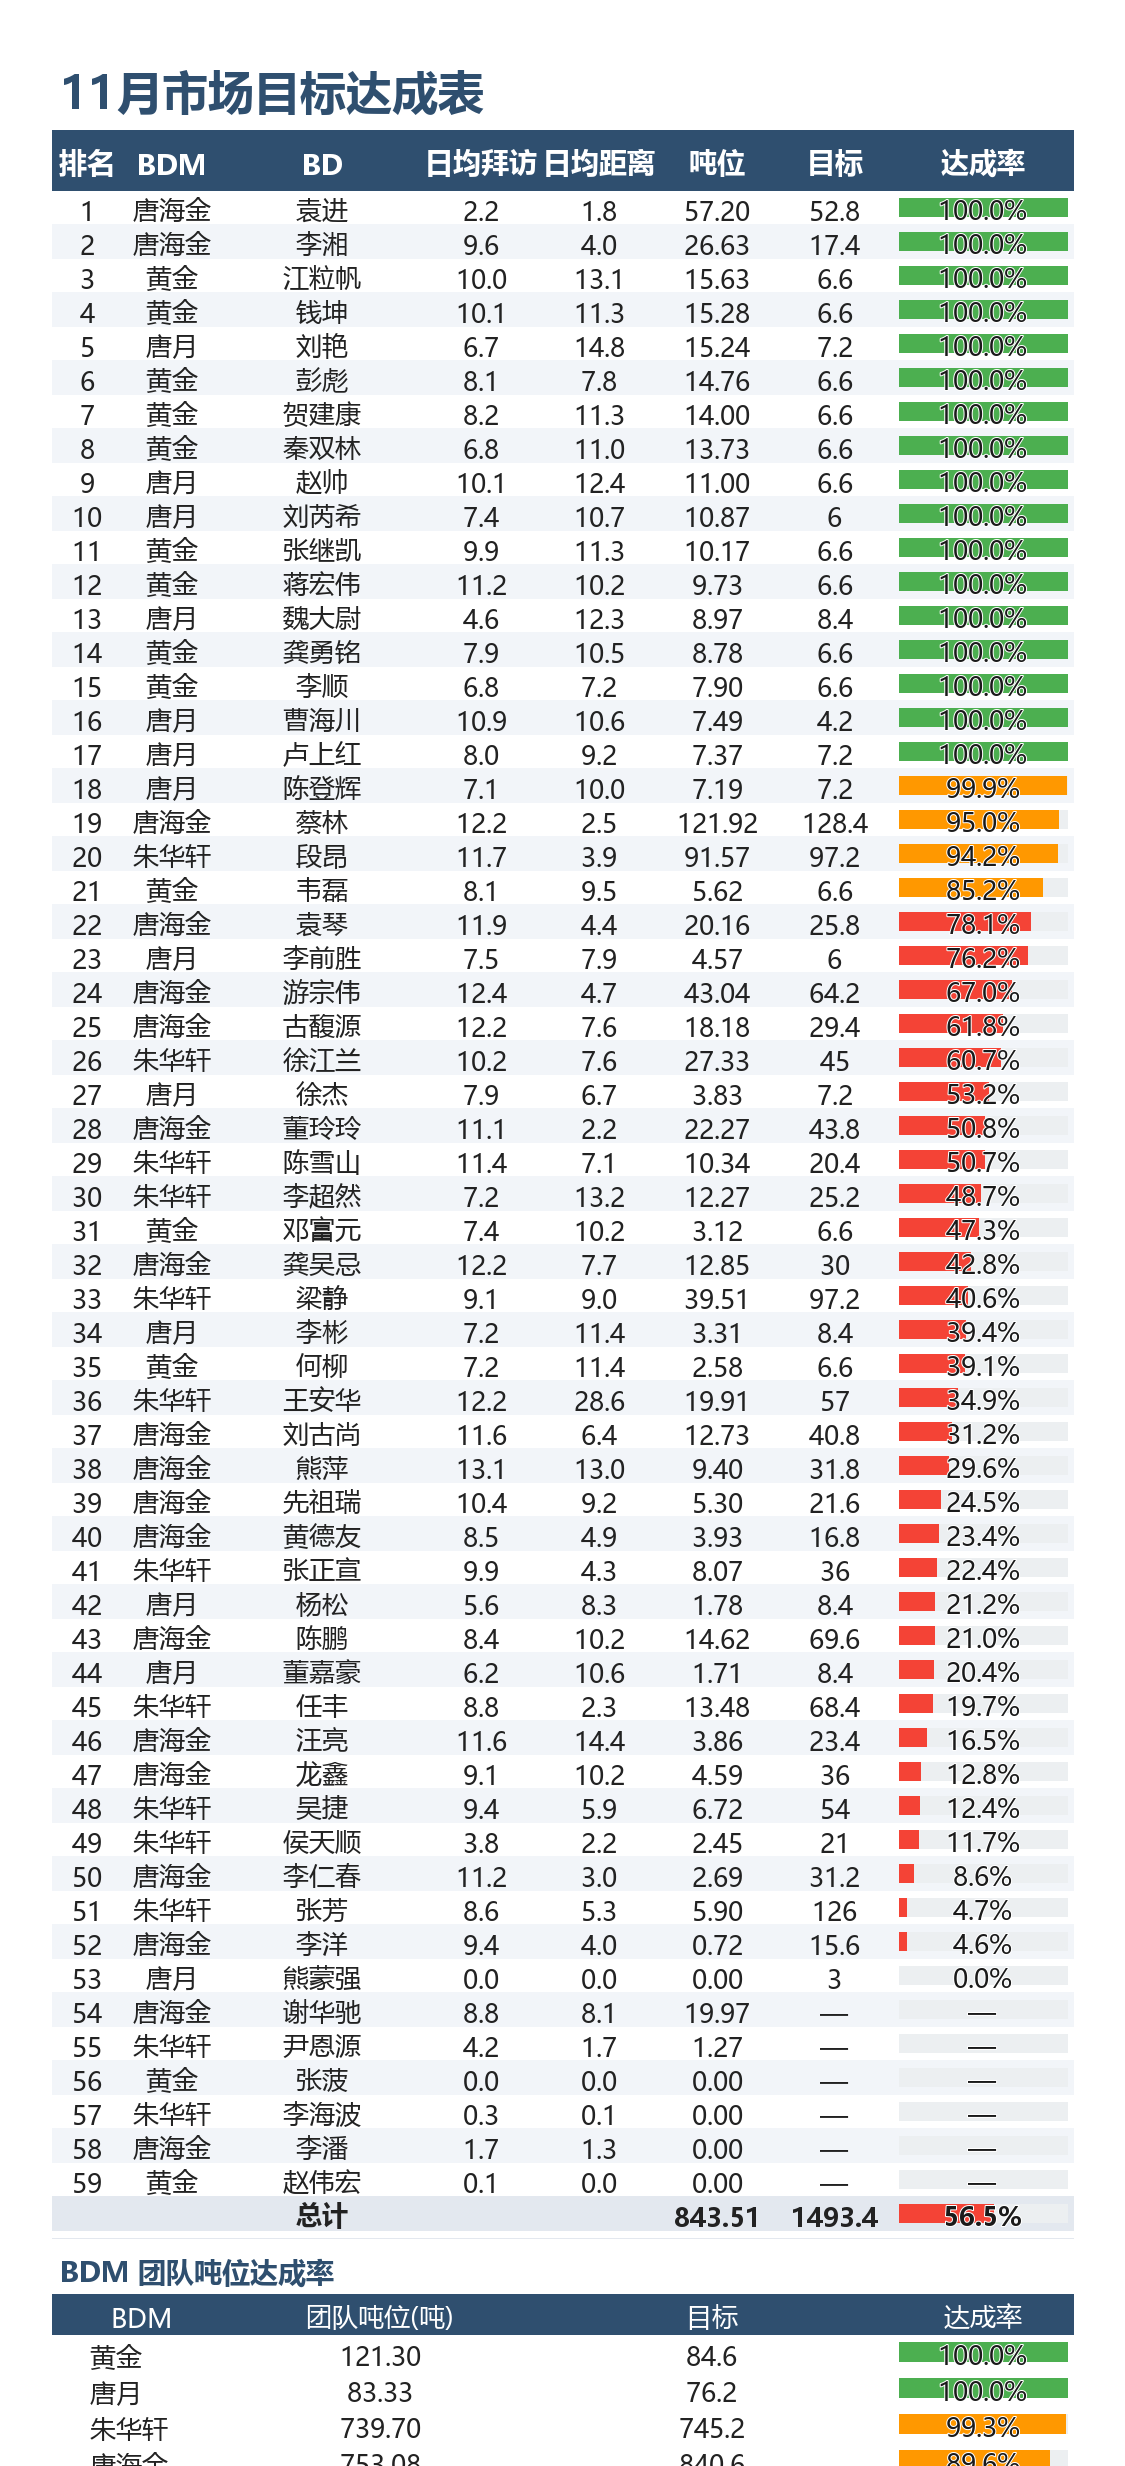 11月市场目标达成表
排名 BDM BD 日均拜访 日均距离 吨位 目标 达成率
1 唐海金 袁进 2.2 1.8 57.20 52.8 100.0%
2 唐海金 李湘 9.6 4.0 26.63 17.4 100.0%
3 黄金 江粒帆 10.0 13.1 15.63 6.6 100.0%
4 黄金 钱坤 10.1 11.3 15.28 6.6 100.0%
5 唐月 刘艳 6.7 14.8 15.24 7.2 100.0%
6 黄金 彭彪 8.1 7.8 14.76 6.6 100.0%
7 黄金 贺建康 8.2 11.3 14.00 6.6 100.0%
8 黄金 秦双林 6.8 11.0 13.73 6.6 100.0%
9 唐月 赵帅 10.1 12.4 11.00 6.6 100.0%
10 唐月 刘芮希 7.4 10.7 10.87 6 100.0%
11 黄金 张继凯 9.9 11.3 10.17 6.6 100.0%
12 黄金 蒋宏伟 11.2 10.2 9.73 6.6 100.0%
13 唐月 魏大尉 4.6 12.3 8.97 8.4 100.0%
14 黄金 龚勇铭 7.9 10.5 8.78 6.6 100.0%
15 黄金 李顺 6.8 7.2 7.90 6.6 100.0%
16 唐月 曹海川 10.9 10.6 7.49 4.2 100.0%
17 唐月 卢上红 8.0 9.2 7.37 7.2 100.0%
18 唐月 陈登辉 7.1 10.0 7.19 7.2 99.9%
19 唐海金 蔡林 12.2 2.5 121.92 128.4 95.0%
20 朱华轩 段昂 11.7 3.9 91.57 97.2 94.2%
21 黄金 韦磊 8.1 9.5 5.62 6.6 85.2%
22 唐海金 袁琴 11.9 4.4 20.16 25.8 78.1%
23 唐月 李前胜 7.5 7.9 4.57 6 76.2%
24 唐海金 游宗伟 12.4 4.7 43.04 64.2 67.0%
25 唐海金 古馥源 12.2 7.6 18.18 29.4 61.8%
26 朱华轩 徐江兰 10.2 7.6 27.33 45 60.7%
27 唐月 徐杰 7.9 6.7 3.83 7.2 53.2%
28 唐海金 董玲玲 11.1 2.2 22.27 43.8 50.8%
29 朱华轩 陈雪山 11.4 7.1 10.34 20.4 50.7%
30 朱华轩 李超然 7.2 13.2 12.27 25.2 48.7%
31 黄金 邓富元 7.4 10.2 3.12 6.6 47.3%
32 唐海金 龚吴忌 12.2 7.7 12.85 30 42.8%
33 朱华轩 梁静 9.1 9.0 39.51 97.2 40.6%
34 唐月 李彬 7.2 11.4 3.31 8.4 39.4%
35 黄金 何柳 7.2 11.4 2.58 6.6 39.1%
36 朱华轩 王安华 12.2 28.6 19.91 57 34.9%
37 唐海金 刘古尚 11.6 6.4 12.73 40.8 31.2%
38 唐海金 熊萍 13.1 13.0 9.40 31.8 29.6%
39 唐海金 先祖瑞 10.4 9.2 5.30 21.6 24.5%
40 唐海金 黄德友 8.5 4.9 3.93 16.8 23.4%
41 朱华轩 张正宣 9.9 4.3 8.07 36 22.4%
42 唐月 杨松 5.6 8.3 1.78 8.4 21.2%
43 唐海金 陈鹏 8.4 10.2 14.62 69.6 21.0%
44 唐月 董嘉豪 6.2 10.6 1.71 8.4 20.4%
45 朱华轩 任丰 8.8 2.3 13.48 68.4 19.7%
46 唐海金 汪亮 11.6 14.4 3.86 23.4 16.5%
47 唐海金 龙鑫 9.1 10.2 4.59 36 12.8%
48 朱华轩 吴捷 9.4 5.9 6.72 54 12.4%
49 朱华轩 侯天顺 3.8 2.2 2.45 21 11.7%
50 唐海金 李仁春 11.2 3.0 2.69 31.2 8.6%
51 朱华轩 张芳 8.6 5.3 5.90 126 4.7%
52 唐海金 李洋 9.4 4.0 0.72 15.6 4.6%
53 唐月 熊蒙强 0.0 0.0 0.00 3 0.0%
54 唐海金 谢华驰 8.8 8.1 19.97 — —
55 朱华轩 尹恩源 4.2 1.7 1.27 — —
56 黄金 张菠 0.0 0.0 0.00 — —
57 朱华轩 李海波 0.3 0.1 0.00 — —
58 唐海金 李潘 1.7 1.3 0.00 — —
59 黄金 赵伟宏 0.1 0.0 0.00 — —
总计 843.51 1493.4 56.5%
BDM 团队吨位达成率
BDM 团队吨位(吨) 目标 达成率
黄金 121.30 84.6 100.0%
唐月 83.33 76.2 100.0%
朱华轩 739.70 745.2 99.3%
唐海金 753.08 840.6 89.6%